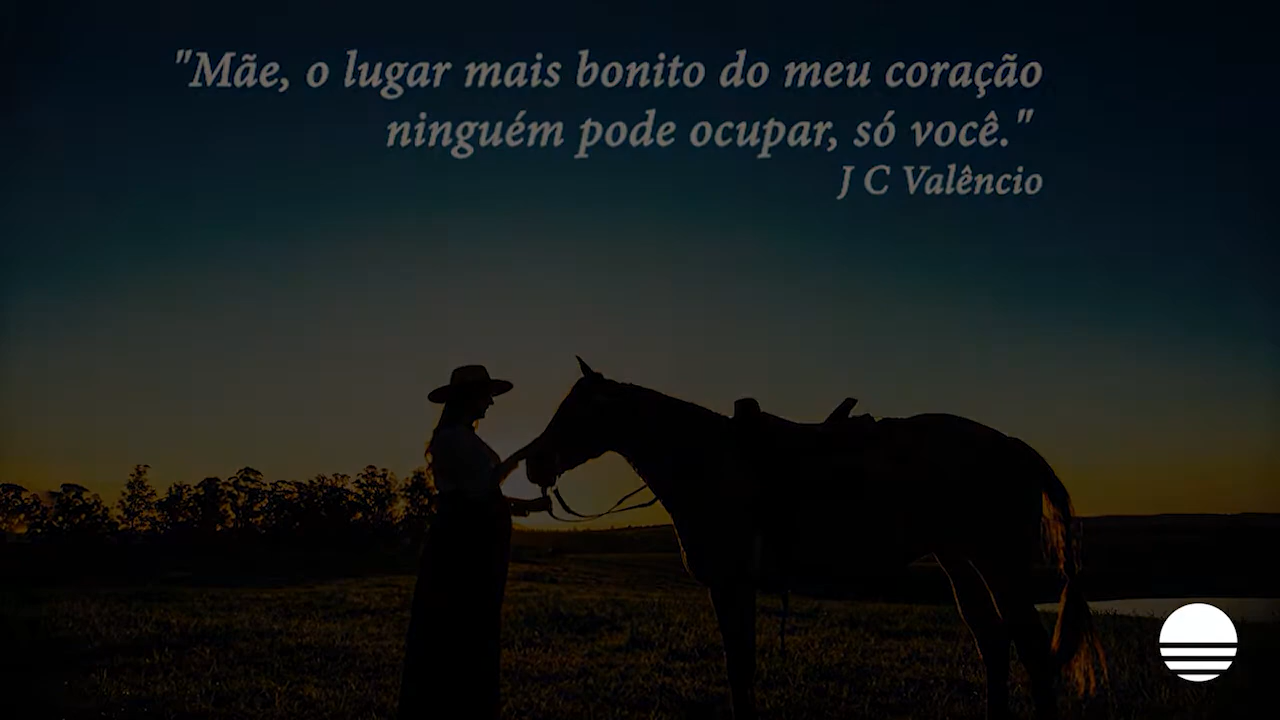 "Mãe, o lugar mais bonito do meu coração
ninguém pode ocupar, só você."
J C Valêncio